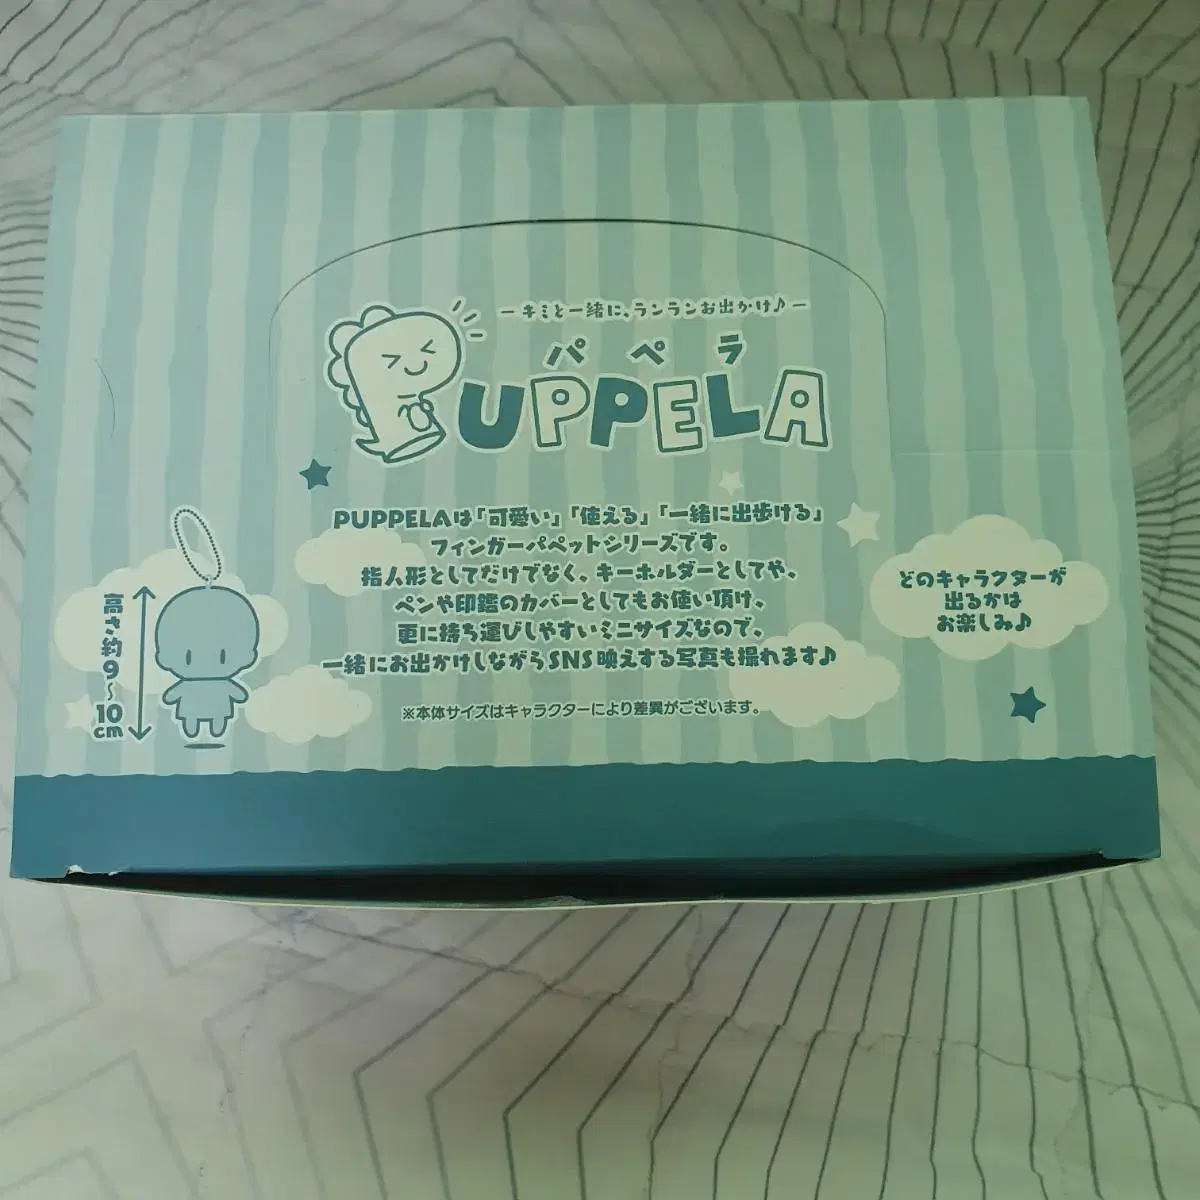 ーキミと一緒に、ランランお出かけ♪ー
パペラ
PUPPELA
PUPPELAは「可愛い」「使える」「一緒に出歩ける」
フィンガーパペットシリーズです。
指人形としてだけでなく、キーホルダーとしてや、
ペンや印鑑のカバーとしてもお使い頂け、
更に持ち運びしやすいミニサイズなので、
一緒にお出かけしながらSNS映えする写真も撮れます♪
※本体サイズはキャラクターにより差異がございます。
高さ約9~10cm
どのキャラクターが
出るかは
お楽しみ♪